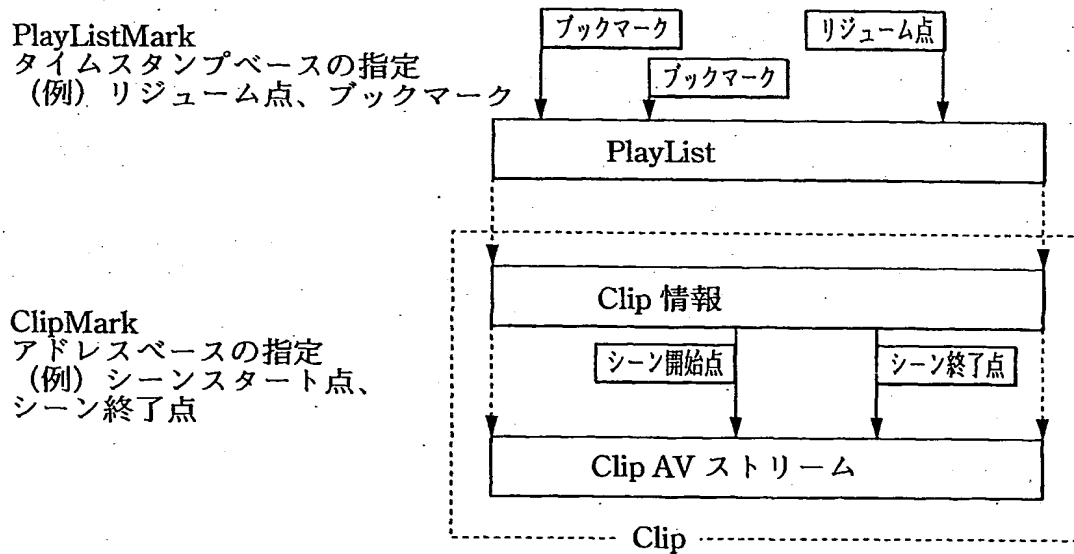 PlayListMark
タイムスタンプベースの指定
（例）リジューム点、ブックマーク
ブックマーク
リジューム点
ブックマーク
PlayList
Clip 情報
ClipMark
アドレスベースの指定
（例）シーンスタート点、
シーン終了点
シーン開始点
シーン終了点
Clip AV ストリーム
Clip